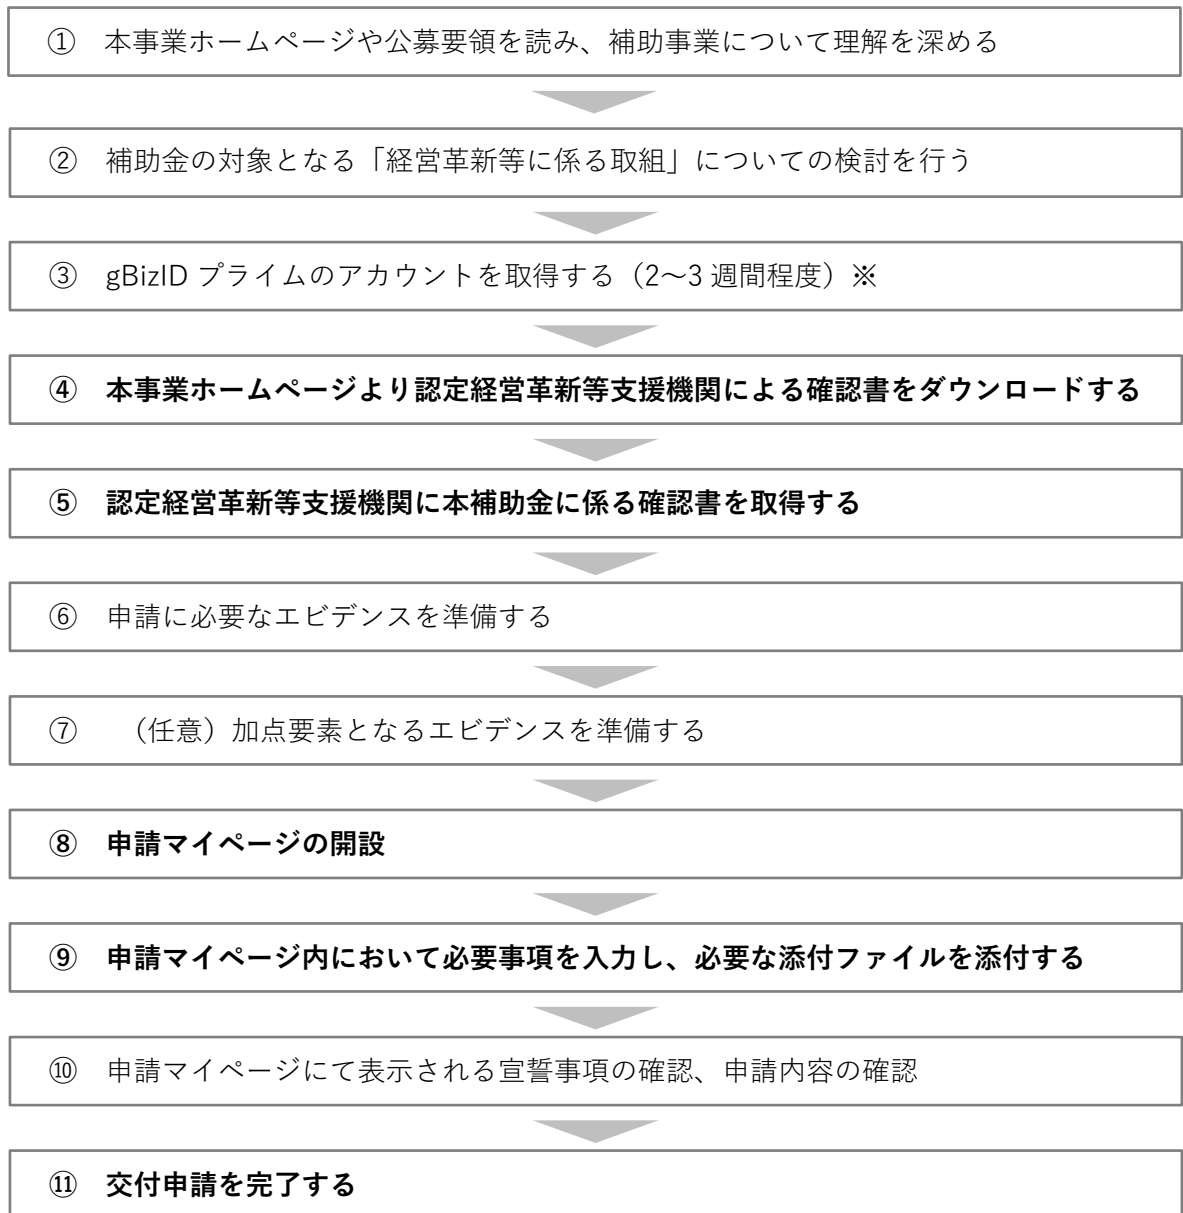 ① 本事業ホームページや公募要領を読み、補助事業について理解を深める
② 補助金の対象となる「経営革新等に係る取組」についての検討を行う
③ gBizID プライムのアカウントを取得する（2～3 週間程度）※
④ 本事業ホームページより認定経営革新等支援機関による確認書をダウンロードする
⑤ 認定経営革新等支援機関に本補助金に係る確認書を取得する
⑥ 申請に必要なエビデンスを準備する
⑦ （任意）加点要素となるエビデンスを準備する
⑧ 申請マイページの開設
⑨ 申請マイページ内において必要事項を入力し、必要な添付ファイルを添付する
⑩ 申請マイページにて表示される宣誓事項の確認、申請内容の確認
⑪ 交付申請を完了する